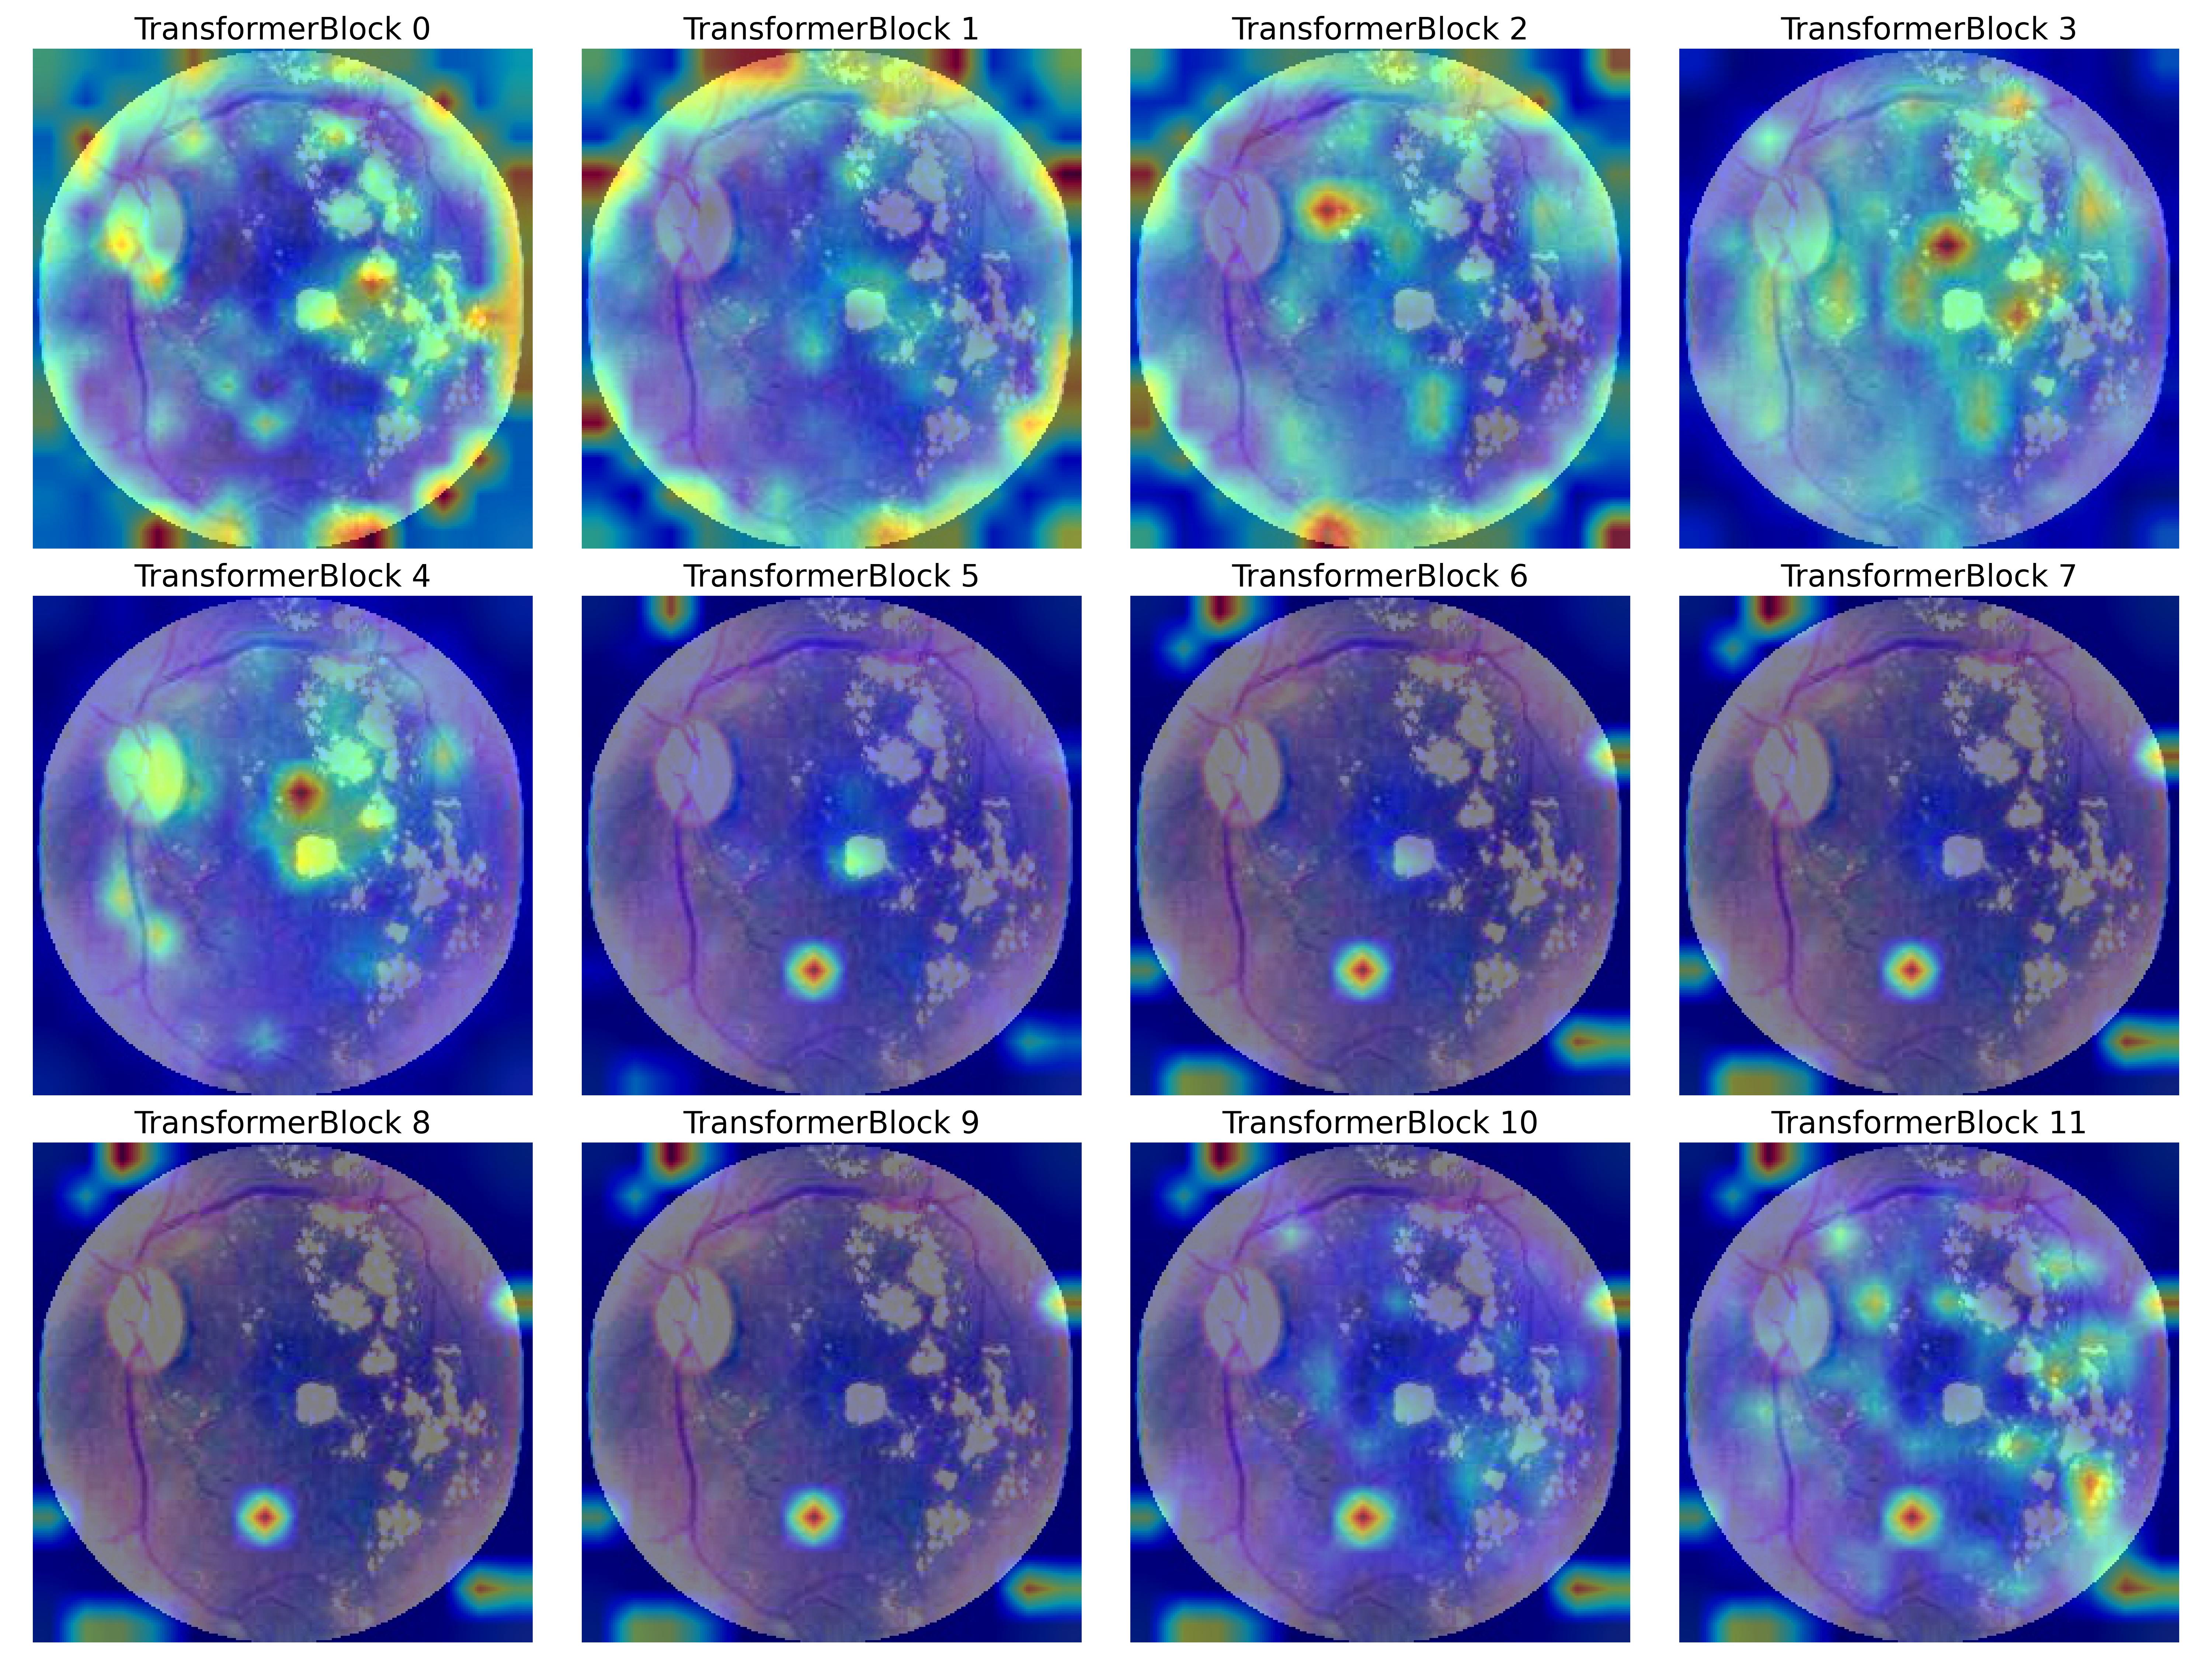 TransformerBlock 0
TransformerBlock 1
TransformerBlock 2
TransformerBlock 3
TransformerBlock 4
TransformerBlock 5
TransformerBlock 6
TransformerBlock 7
TransformerBlock 8
TransformerBlock 9
TransformerBlock 10
TransformerBlock 11